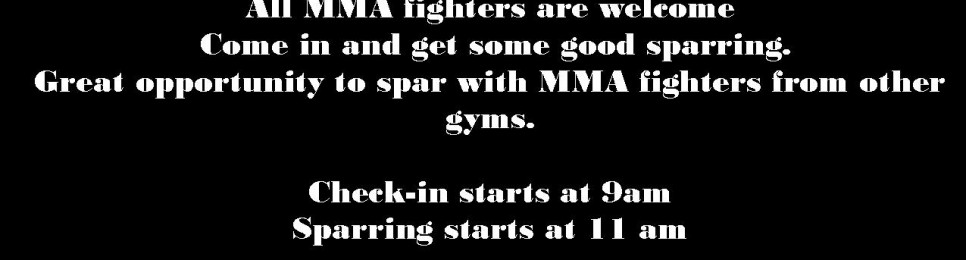 All MMA fighters are welcome
Come in and get some good sparring.
Great opportunity to spar with MMA fighters from other
gyms.
Check-in starts at 9am
Sparring starts at 11 am